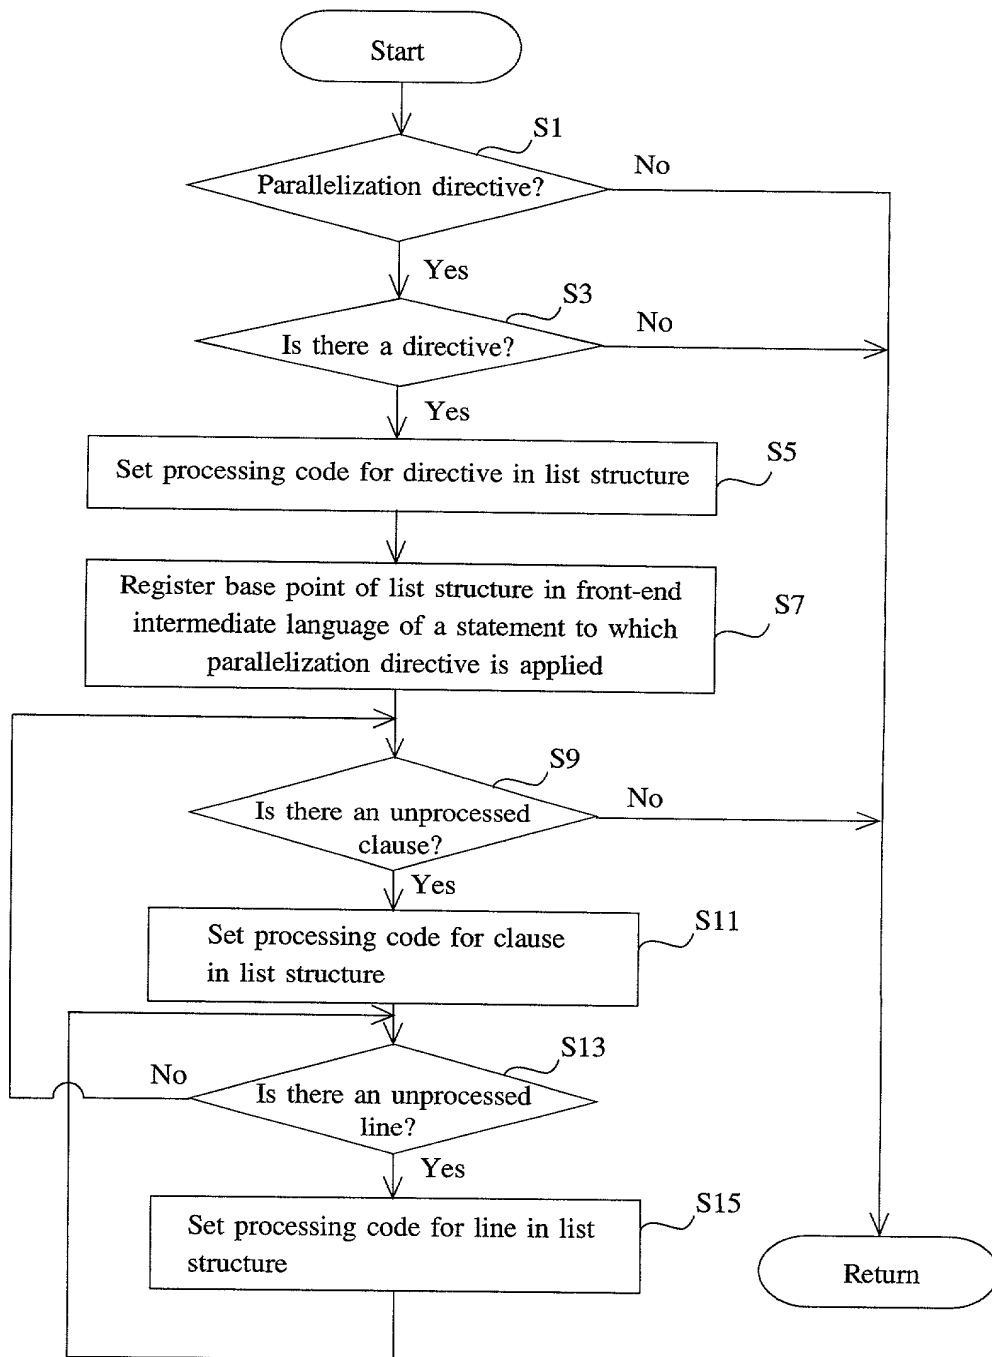 Start
S1
Parallelization directive?
No
Yes
S3
Is there a directive?
No
Yes
Set processing code for directive in list structure
S5
Register base point of list structure in front-end
intermediate language of a statement to which
parallelization directive is applied
S7
S9
Is there an unprocessed
clause?
No
Yes
Set processing code for clause
in list structure
S11
S13
No
Is there an unprocessed
line?
Yes
Set processing code for line in list
structure
S15
Return